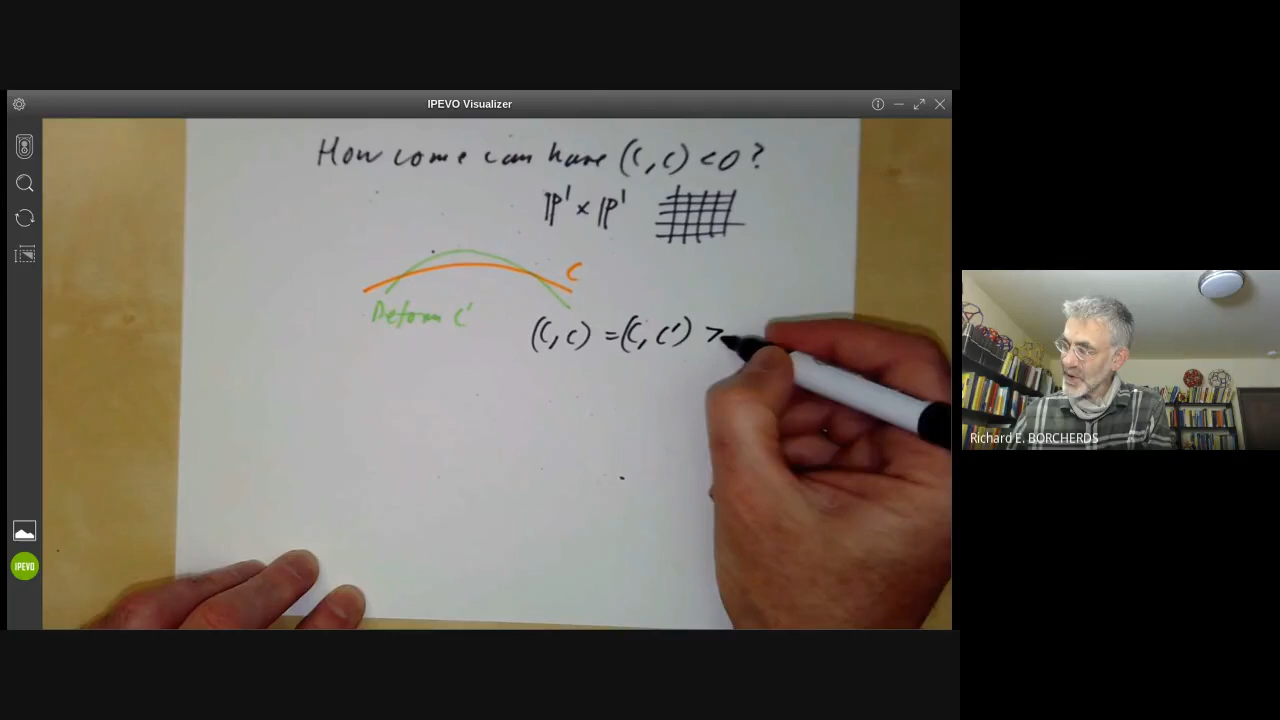 IPEVO Visualizer
How come can have (C, C) < 0 ?
P¹ × P¹
C
Deform C'
(C, C) = (C, C') >
IPEVO
Richard E. BORCHERDS